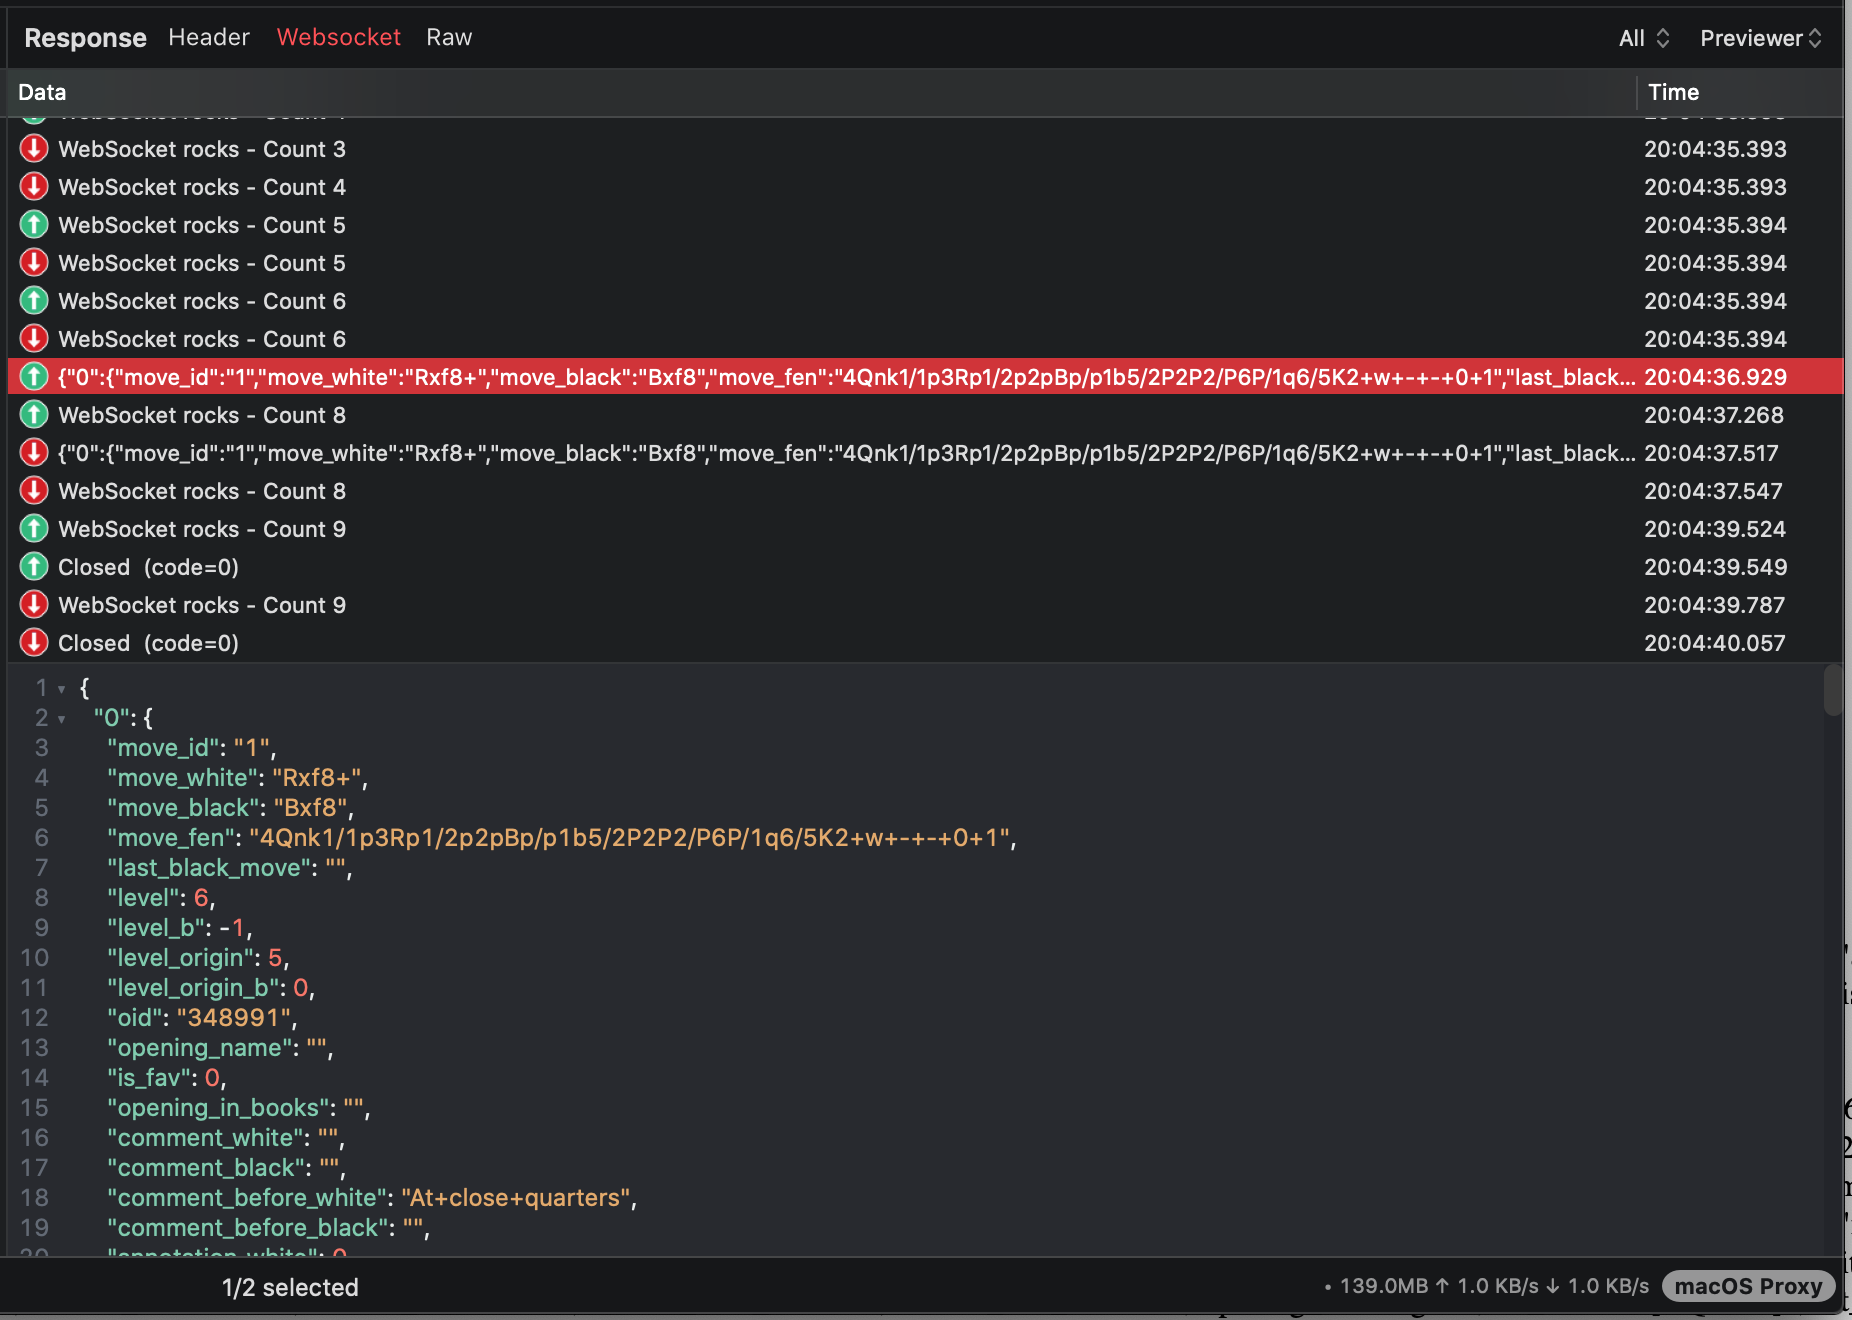 Response Header Websocket Raw All Previewer
Data Time
WebSocket rocks - Count 3 20:04:35.393
WebSocket rocks - Count 4 20:04:35.393
WebSocket rocks - Count 5 20:04:35.394
WebSocket rocks - Count 5 20:04:35.394
WebSocket rocks - Count 6 20:04:35.394
WebSocket rocks - Count 6 20:04:35.394
{"0":{"move_id":"1","move_white":"Rxf8+","move_black":"Bxf8","move_fen":"4Qnk1/1p3Rp1/2p2pBp/p1b5/2P2P2/P6P/1q6/5K2+w+-+-+0+1","last_black... 20:04:36.929
WebSocket rocks - Count 8 20:04:37.268
{"0":{"move_id":"1","move_white":"Rxf8+","move_black":"Bxf8","move_fen":"4Qnk1/1p3Rp1/2p2pBp/p1b5/2P2P2/P6P/1q6/5K2+w+-+-+0+1","last_black... 20:04:37.517
WebSocket rocks - Count 8 20:04:37.547
WebSocket rocks - Count 9 20:04:39.524
Closed (code=0) 20:04:39.549
WebSocket rocks - Count 9 20:04:39.787
Closed (code=0) 20:04:40.057
1 {
2 "0": {
3 "move_id": "1",
4 "move_white": "Rxf8+",
5 "move_black": "Bxf8",
6 "move_fen": "4Qnk1/1p3Rp1/2p2pBp/p1b5/2P2P2/P6P/1q6/5K2+w+-+-+0+1",
7 "last_black_move": "",
8 "level": 6,
9 "level_b": -1,
10 "level_origin": 5,
11 "level_origin_b": 0,
12 "oid": "348991",
13 "opening_name": "",
14 "is_fav": 0,
15 "opening_in_books": "",
16 "comment_white": "",
17 "comment_black": "",
18 "comment_before_white": "At+close+quarters",
19 "comment_before_black": "",
20 "annotation_white": 0
1/2 selected • 139.0MB ↑ 1.0 KB/s ↓ 1.0 KB/s macOS Proxy